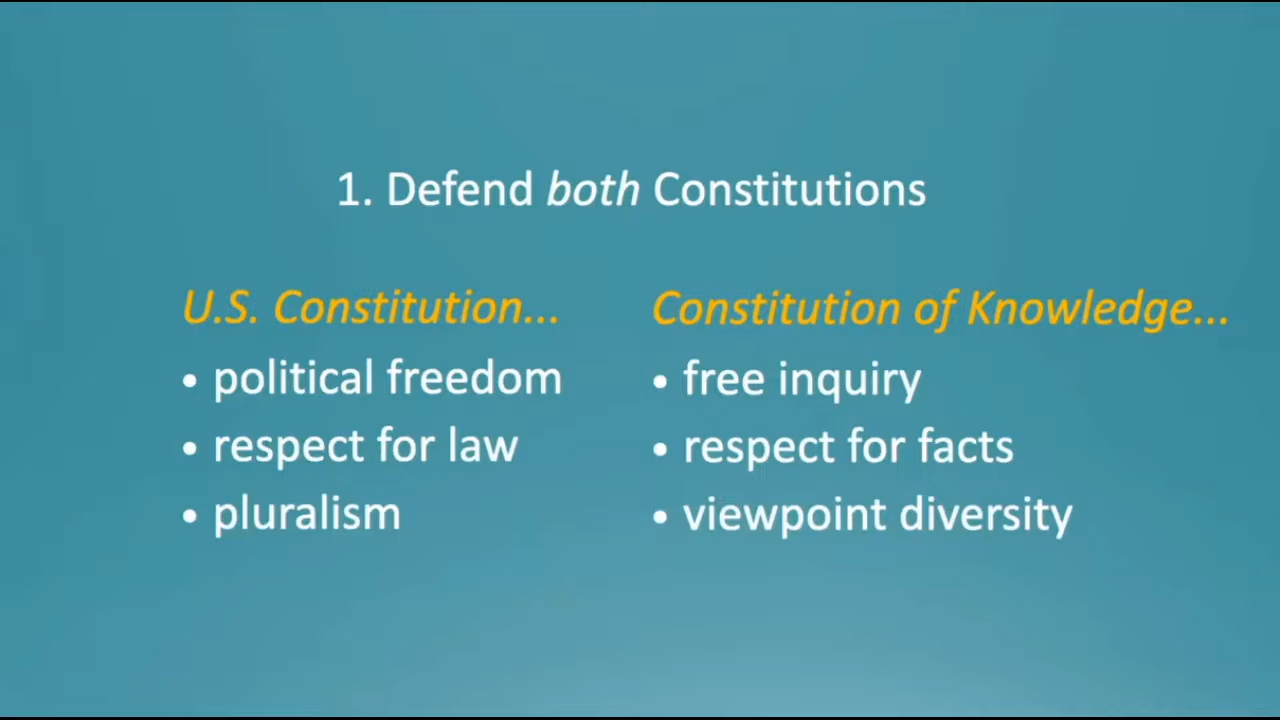 1. Defend both Constitutions
U.S. Constitution...
• political freedom
• respect for law
• pluralism
Constitution of Knowledge...
• free inquiry
• respect for facts
• viewpoint diversity